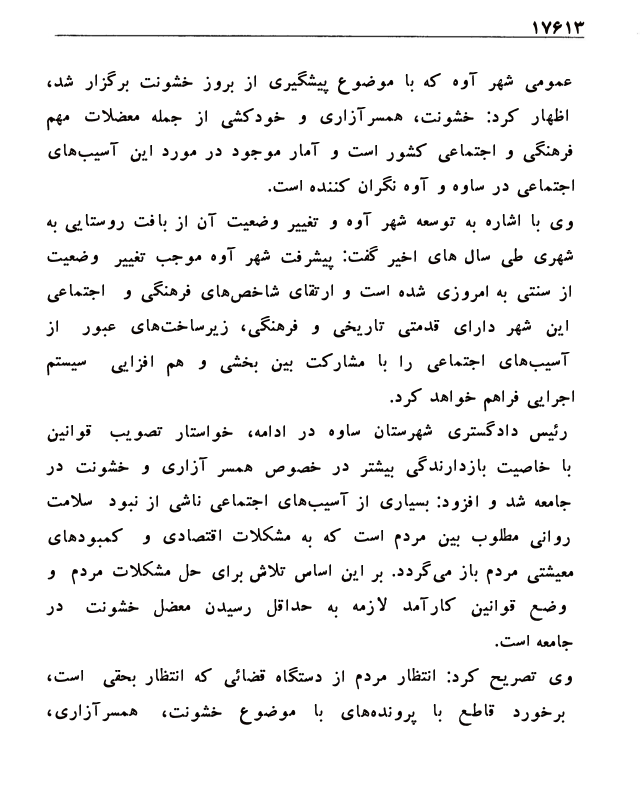 ۱۷۶۱۳
عمومی شهر آوه که با موضوع پیشگیری از بروز خشونت برگزار شد،
اظهار کرد: خشونت، همسرآزاری و خودکشی از جمله معضلات مهم
فرهنگی و اجتماعی کشور است و آمار موجود در مورد این آسیب‌های
اجتماعی در ساوه و آوه نگران کننده است.
وی با اشاره به توسعه شهر آوه و تغییر وضعیت آن از بافت روستایی به
شهری طی سال های اخیر گفت: پیشرفت شهر آوه موجب تغییر وضعیت
از سنتی به امروزی شده است و ارتقای شاخص‌های فرهنگی و اجتماعی
این شهر دارای قدمتی تاریخی و فرهنگی، زیرساخت‌های عبور از
آسیب‌های اجتماعی را با مشارکت بین بخشی و هم افزایی سیستم
اجرایی فراهم خواهد کرد.
رئیس دادگستری شهرستان ساوه در ادامه، خواستار تصویب قوانین
با خاصیت بازدارندگی بیشتر در خصوص همسر آزاری و خشونت در
جامعه شد و افزود: بسیاری از آسیب‌های اجتماعی ناشی از نبود سلامت
روانی مطلوب بین مردم است که به مشکلات اقتصادی و کمبودهای
معیشتی مردم باز می‌گردد. بر این اساس تلاش برای حل مشکلات مردم و
وضع قوانین کارآمد لازمه به حداقل رسیدن معضل خشونت در
جامعه است.
وی تصریح کرد: انتظار مردم از دستگاه قضائی که انتظار بحقی است،
برخورد قاطع با پرونده‌های با موضوع خشونت، همسرآزاری،